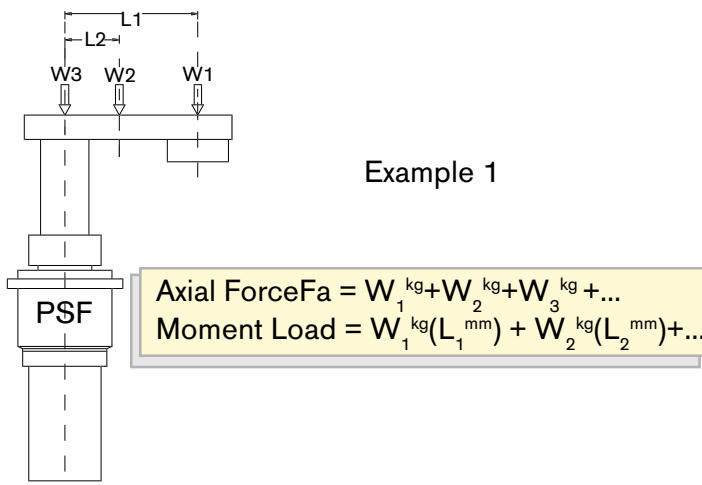 L1
L2
W3 W2 W1
Example 1
PSF
Axial ForceFa = W₁ᵏᵍ+W₂ᵏᵍ+W₃ᵏᵍ+...
Moment Load = W₁ᵏᵍ(L₁ᵐᵐ) + W₂ᵏᵍ(L₂ᵐᵐ)+...